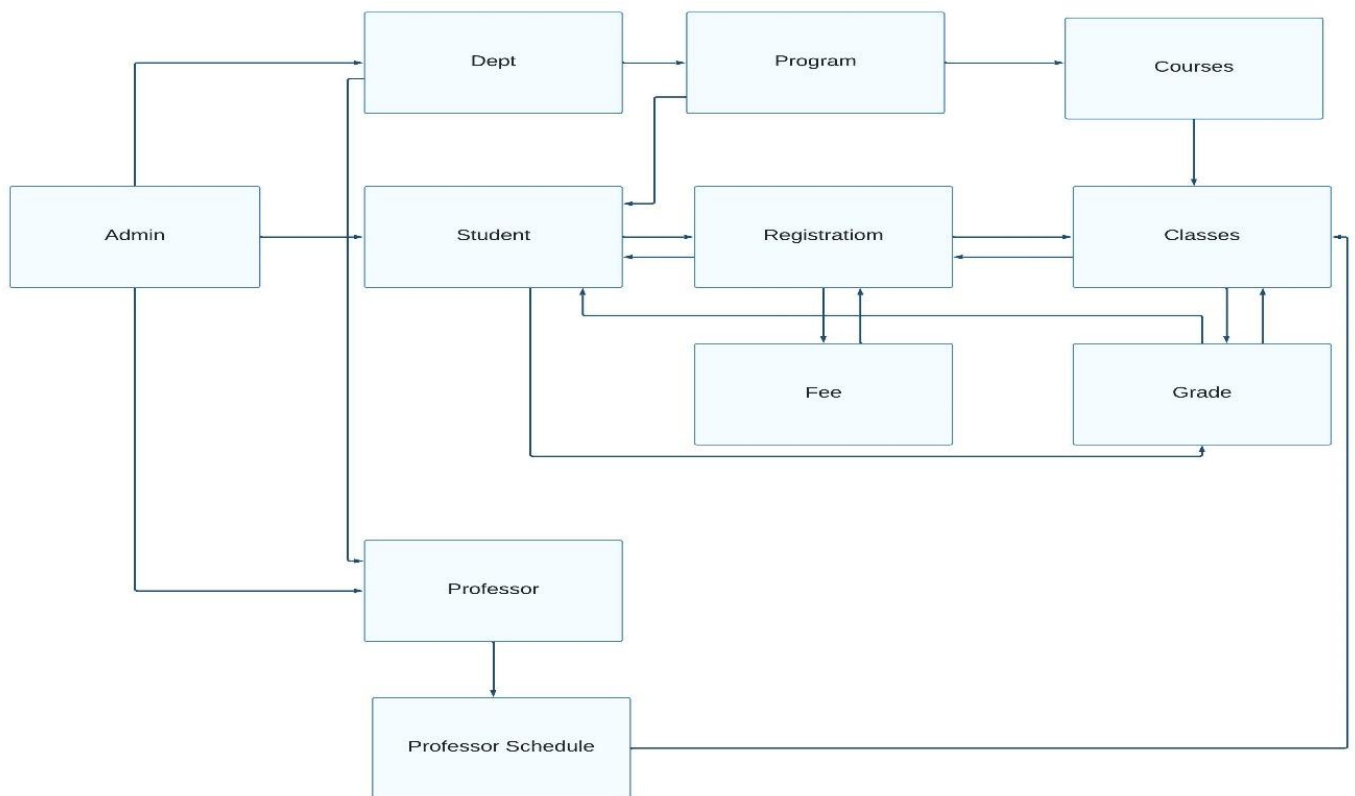 Dept
Program
Courses
Admin
Student
Registratiom
Classes
Fee
Grade
Professor
Professor Schedule